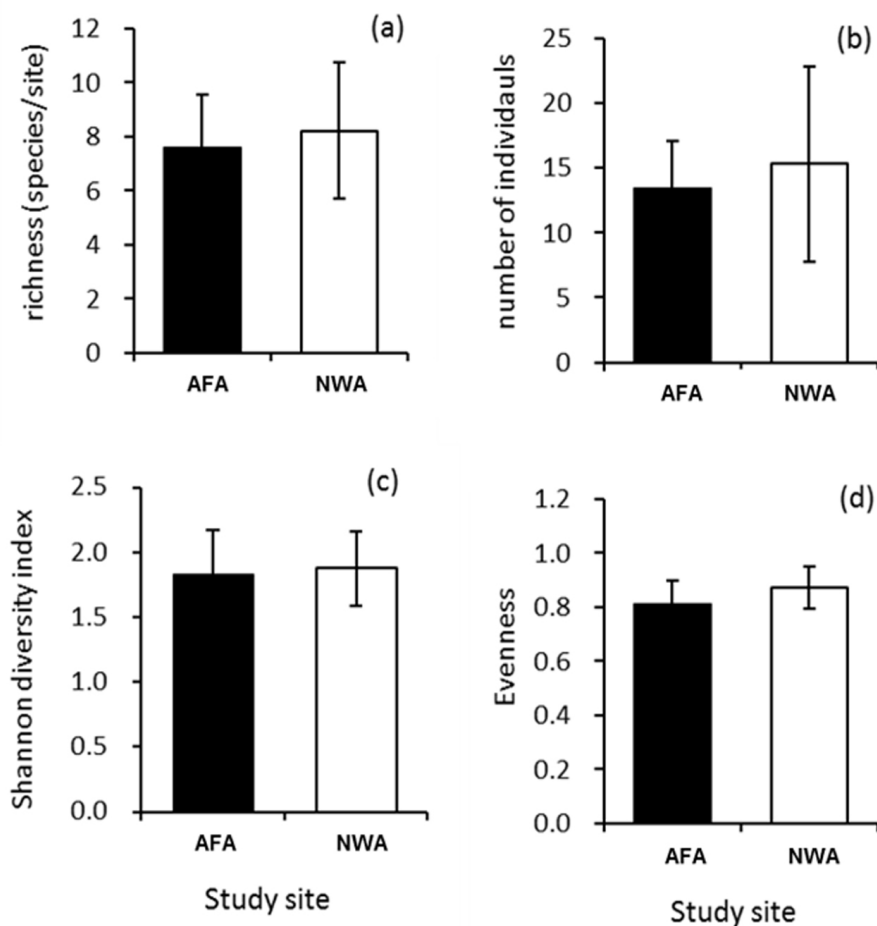 (a)
richness (species/site)
12
10
8
6
4
2
0
AFA NWA
(b)
number of individauls
25
20
15
10
5
0
AFA NWA
(c)
Shannon diversity index
2.5
2.0
1.5
1.0
0.5
0.0
AFA NWA
Study site
(d)
Evenness
1.2
1.0
0.8
0.6
0.4
0.2
0.0
AFA NWA
Study site